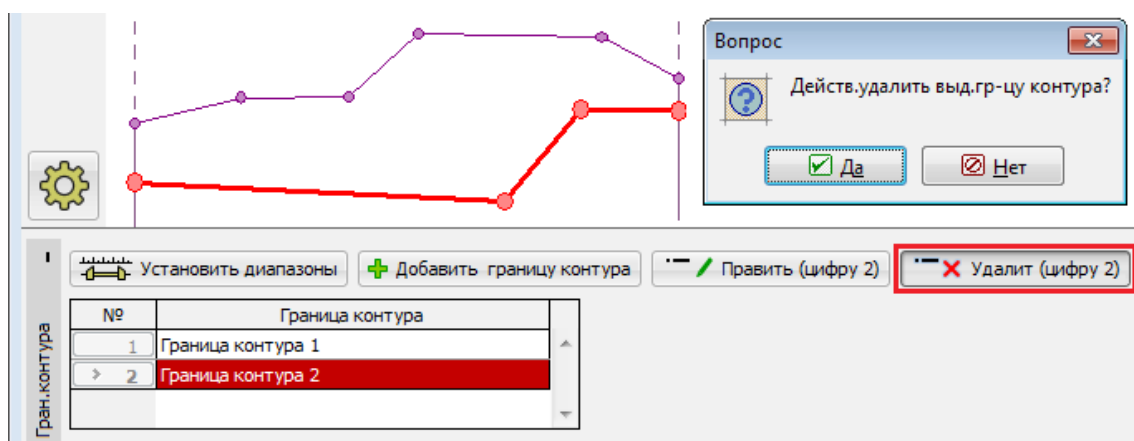 Вопрос
Действ.удалить выд.гр-цу контура?
Да
Нет
Установить диапазоны
Добавить границу контура
Править (цифру 2)
Удалит (цифру 2)
Гран.контура
№ Граница контура
1 Граница контура 1
2 Граница контура 2